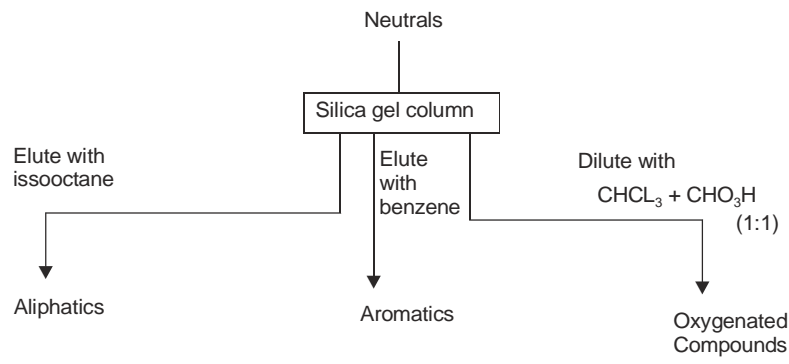 Neutrals
Silica gel column
Elute with
issooctane
Elute
with
benzene
Dilute with
CHCL₃ + CHO₃H
(1:1)
Aliphatics
Aromatics
Oxygenated
Compounds